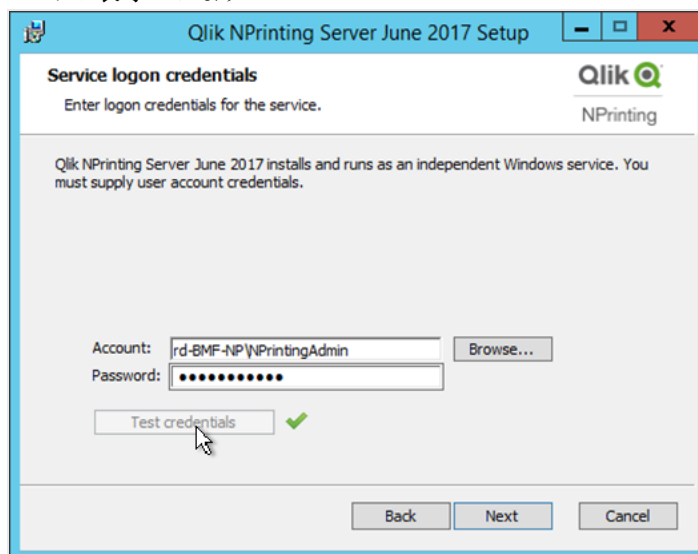 Qlik NPrinting Server June 2017 Setup
Service logon credentials
Enter logon credentials for the service.
Qlik
NPrinting
Qlik NPrinting Server June 2017 installs and runs as an independent Windows service. You
must supply user account credentials.
Account: rd-BMF-NP\NPrintingAdmin Browse...
Password: ●●●●●●●●●●●
Test credentials
Back Next Cancel